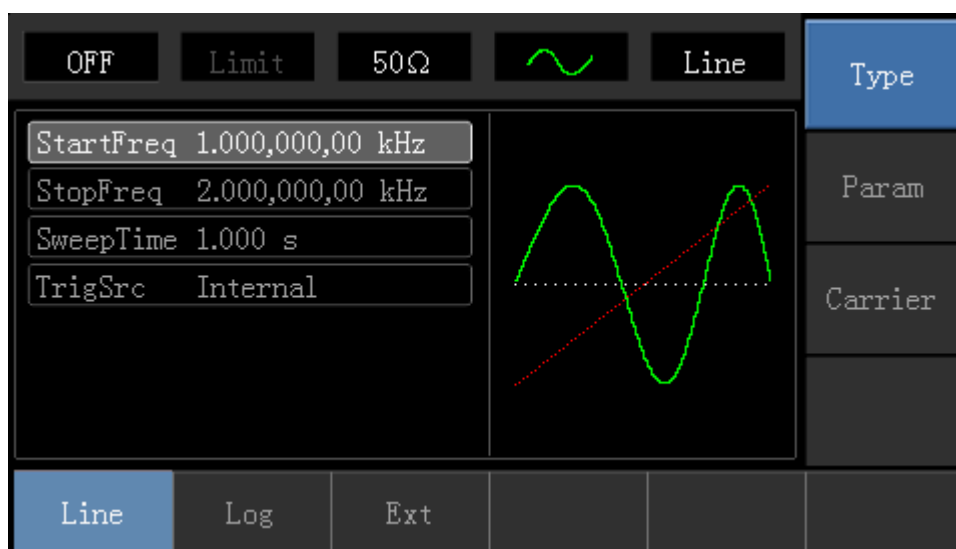 OFF Limit 50Ω Line
Type
StartFreq 1.000,000,00 kHz
StopFreq 2.000,000,00 kHz
SweepTime 1.000 s
TrigSrc Internal
Param
Carrier
Line Log Ext